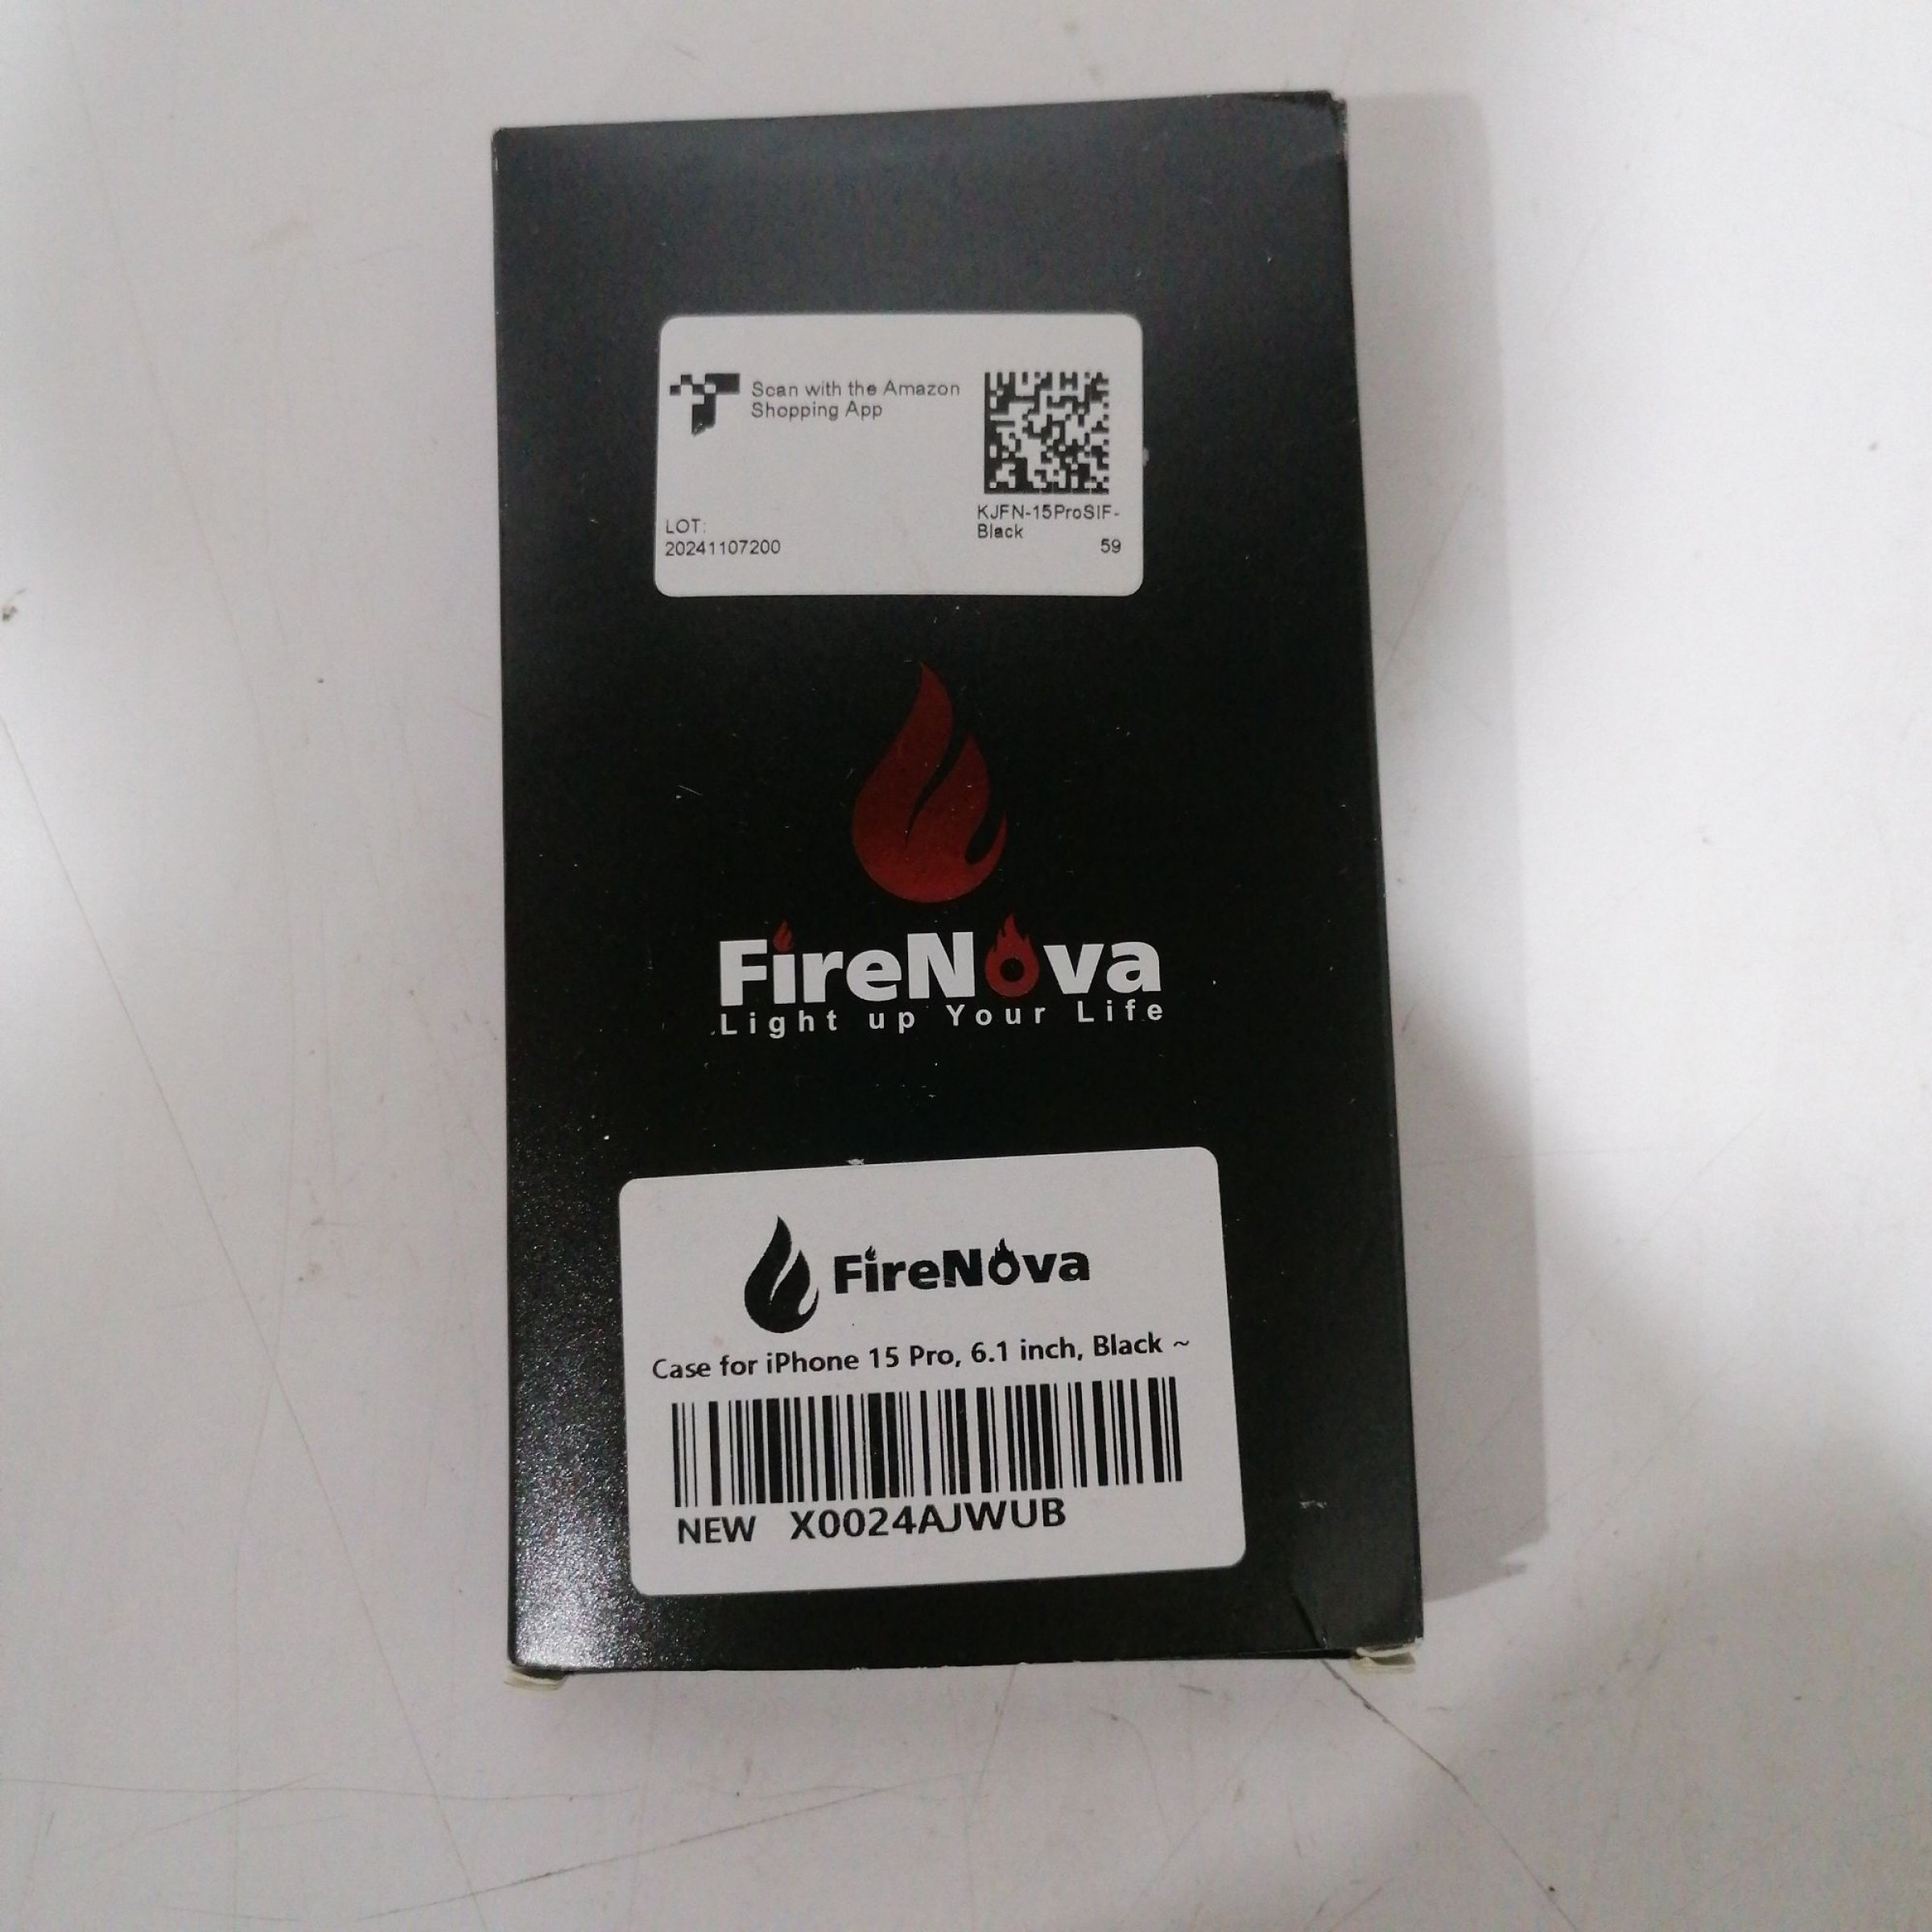 Scan with the Amazon
Shopping App
LOT:
20241107200
KJFN-15ProSIF-
Black
59
FireNova
Light up Your Life
FireNova
Case for iPhone 15 Pro, 6.1 inch, Black ~
NEW X0024AJWUB